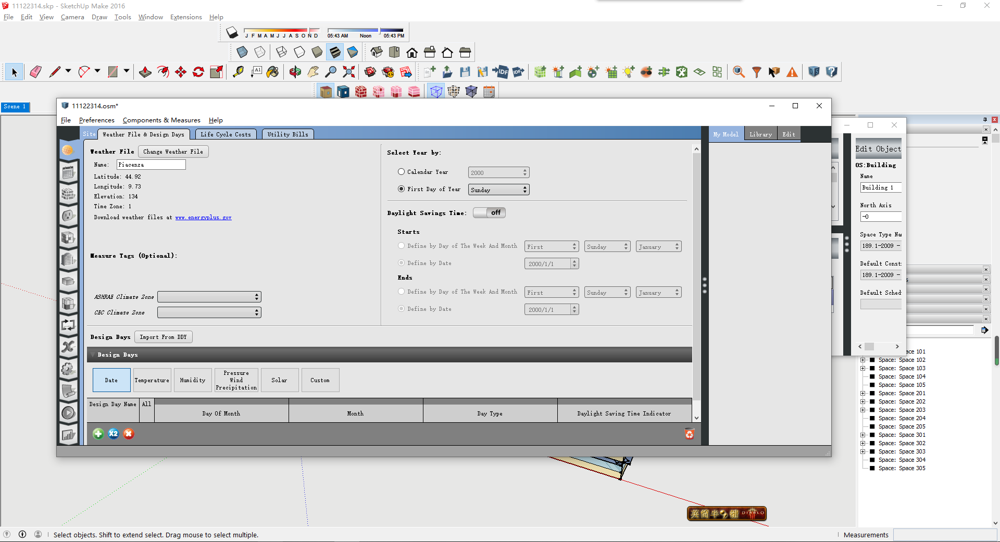 11122314.skp - SketchUp Make 2016
File Edit View Camera Draw Tools Window Extensions Help
J F M A M J J A S O N D
05:43 AM Noon 05:43 PM
A1
IDF IDF+
Scene 1
11122314.osm*
File Preferences Components & Measures Help
Site Weather File & Design Days Life Cycle Costs Utility Bills
My Model Library Edit
Weather File Change Weather File
Name: Piacenza
Latitude: 44.92
Longitude: 9.73
Elevation: 134
Time Zone: 1
Download weather files at www.energyplus.gov
Measure Tags (Optional):
ASHRAE Climate Zone
CEC Climate Zone
Select Year by:
Calendar Year 2000
First Day of Year Sunday
Daylight Savings Time: off
Starts
Define by Day of The Week And Month First Sunday January
Define by Date 2000/1/1
Ends
Define by Day of The Week And Month First Sunday January
Define by Date 2000/1/1
Design Days Import From DDY
Design Days
Date Temperature Humidity Pressure Wind Precipitation Solar Custom
Design Day Name All Day Of Month Month Day Type Daylight Saving Time Indicator
X2
Edit Object
OS:Building
Name
Building 1
North Axis
-0
Space Type Na
189.1-2009 -
Default Const
189.1-2009 -
Default Sched
s
ce 101
Space: Space 102
Space: Space 103
Space: Space 104
Space: Space 105
Space: Space 201
Space: Space 202
Space: Space 203
Space: Space 204
Space: Space 205
Space: Space 301
Space: Space 302
Space: Space 303
Space: Space 304
Space: Space 305
英简半 键 DIABLO
Select objects. Shift to extend select. Drag mouse to select multiple.
Measurements